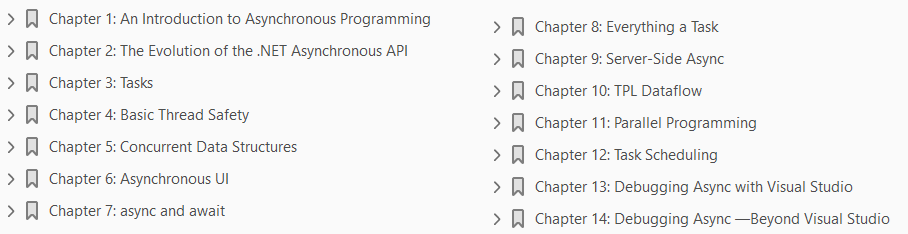 Chapter 1: An Introduction to Asynchronous Programming
Chapter 2: The Evolution of the .NET Asynchronous API
Chapter 3: Tasks
Chapter 4: Basic Thread Safety
Chapter 5: Concurrent Data Structures
Chapter 6: Asynchronous UI
Chapter 7: async and await
Chapter 8: Everything a Task
Chapter 9: Server-Side Async
Chapter 10: TPL Dataflow
Chapter 11: Parallel Programming
Chapter 12: Task Scheduling
Chapter 13: Debugging Async with Visual Studio
Chapter 14: Debugging Async —Beyond Visual Studio